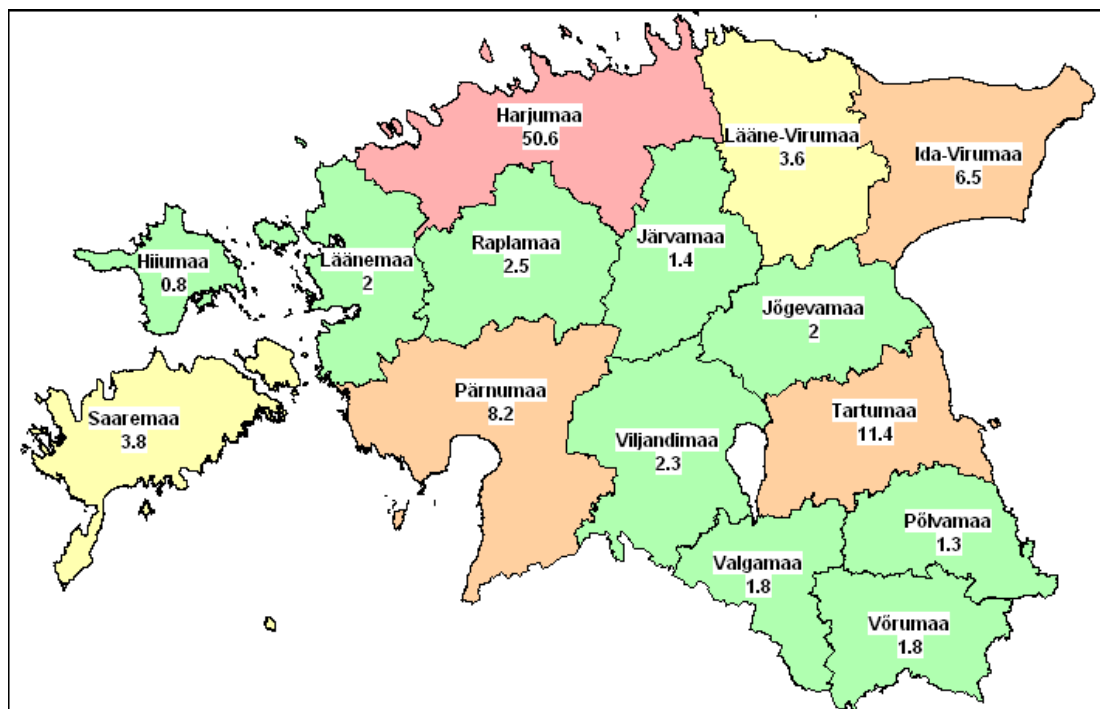 Harjumaa
50.6
Lääne-Virumaa
3.6
Ida-Virumaa
6.5
Hiiumaa
0.8
Läänemaa
2
Raplamaa
2.5
Järvamaa
1.4
Jõgevamaa
2
Saaremaa
3.8
Pärnumaa
8.2
Viljandimaa
2.3
Tartumaa
11.4
Põlvamaa
1.3
Valgamaa
1.8
Võrumaa
1.8